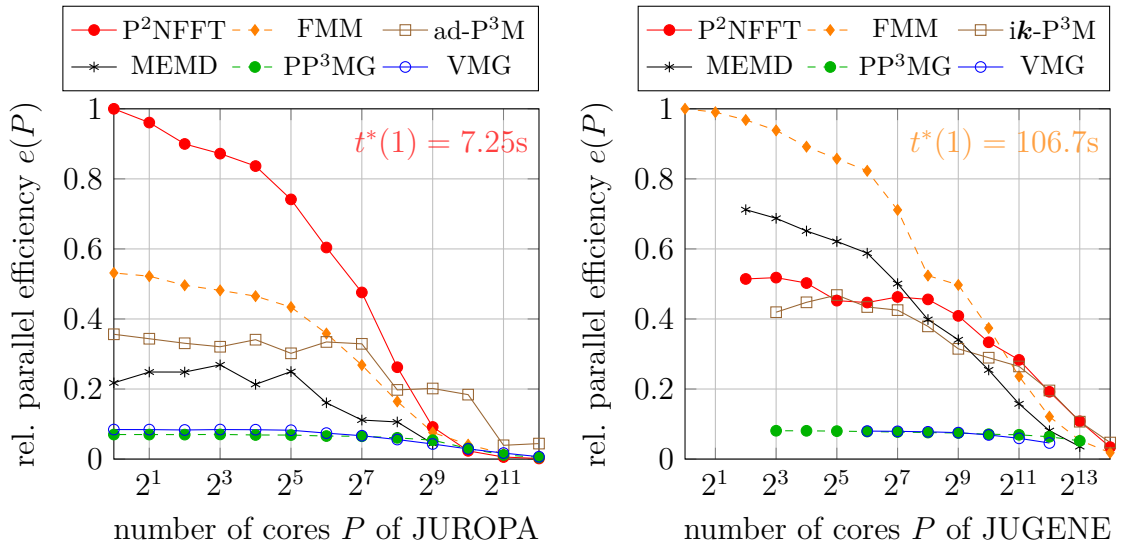 P²NFFT FMM ad-P³M
MEMD PP³MG VMG
t*(1) = 7.25s
rel. parallel efficiency e(P)
1
0.8
0.6
0.4
0.2
0
2¹ 2³ 2⁵ 2⁷ 2⁹ 2¹¹
number of cores P of JUROPA
P²NFFT FMM ik-P³M
MEMD PP³MG VMG
t*(1) = 106.7s
rel. parallel efficiency e(P)
1
0.8
0.6
0.4
0.2
0
2¹ 2³ 2⁵ 2⁷ 2⁹ 2¹¹ 2¹³
number of cores P of JUGENE